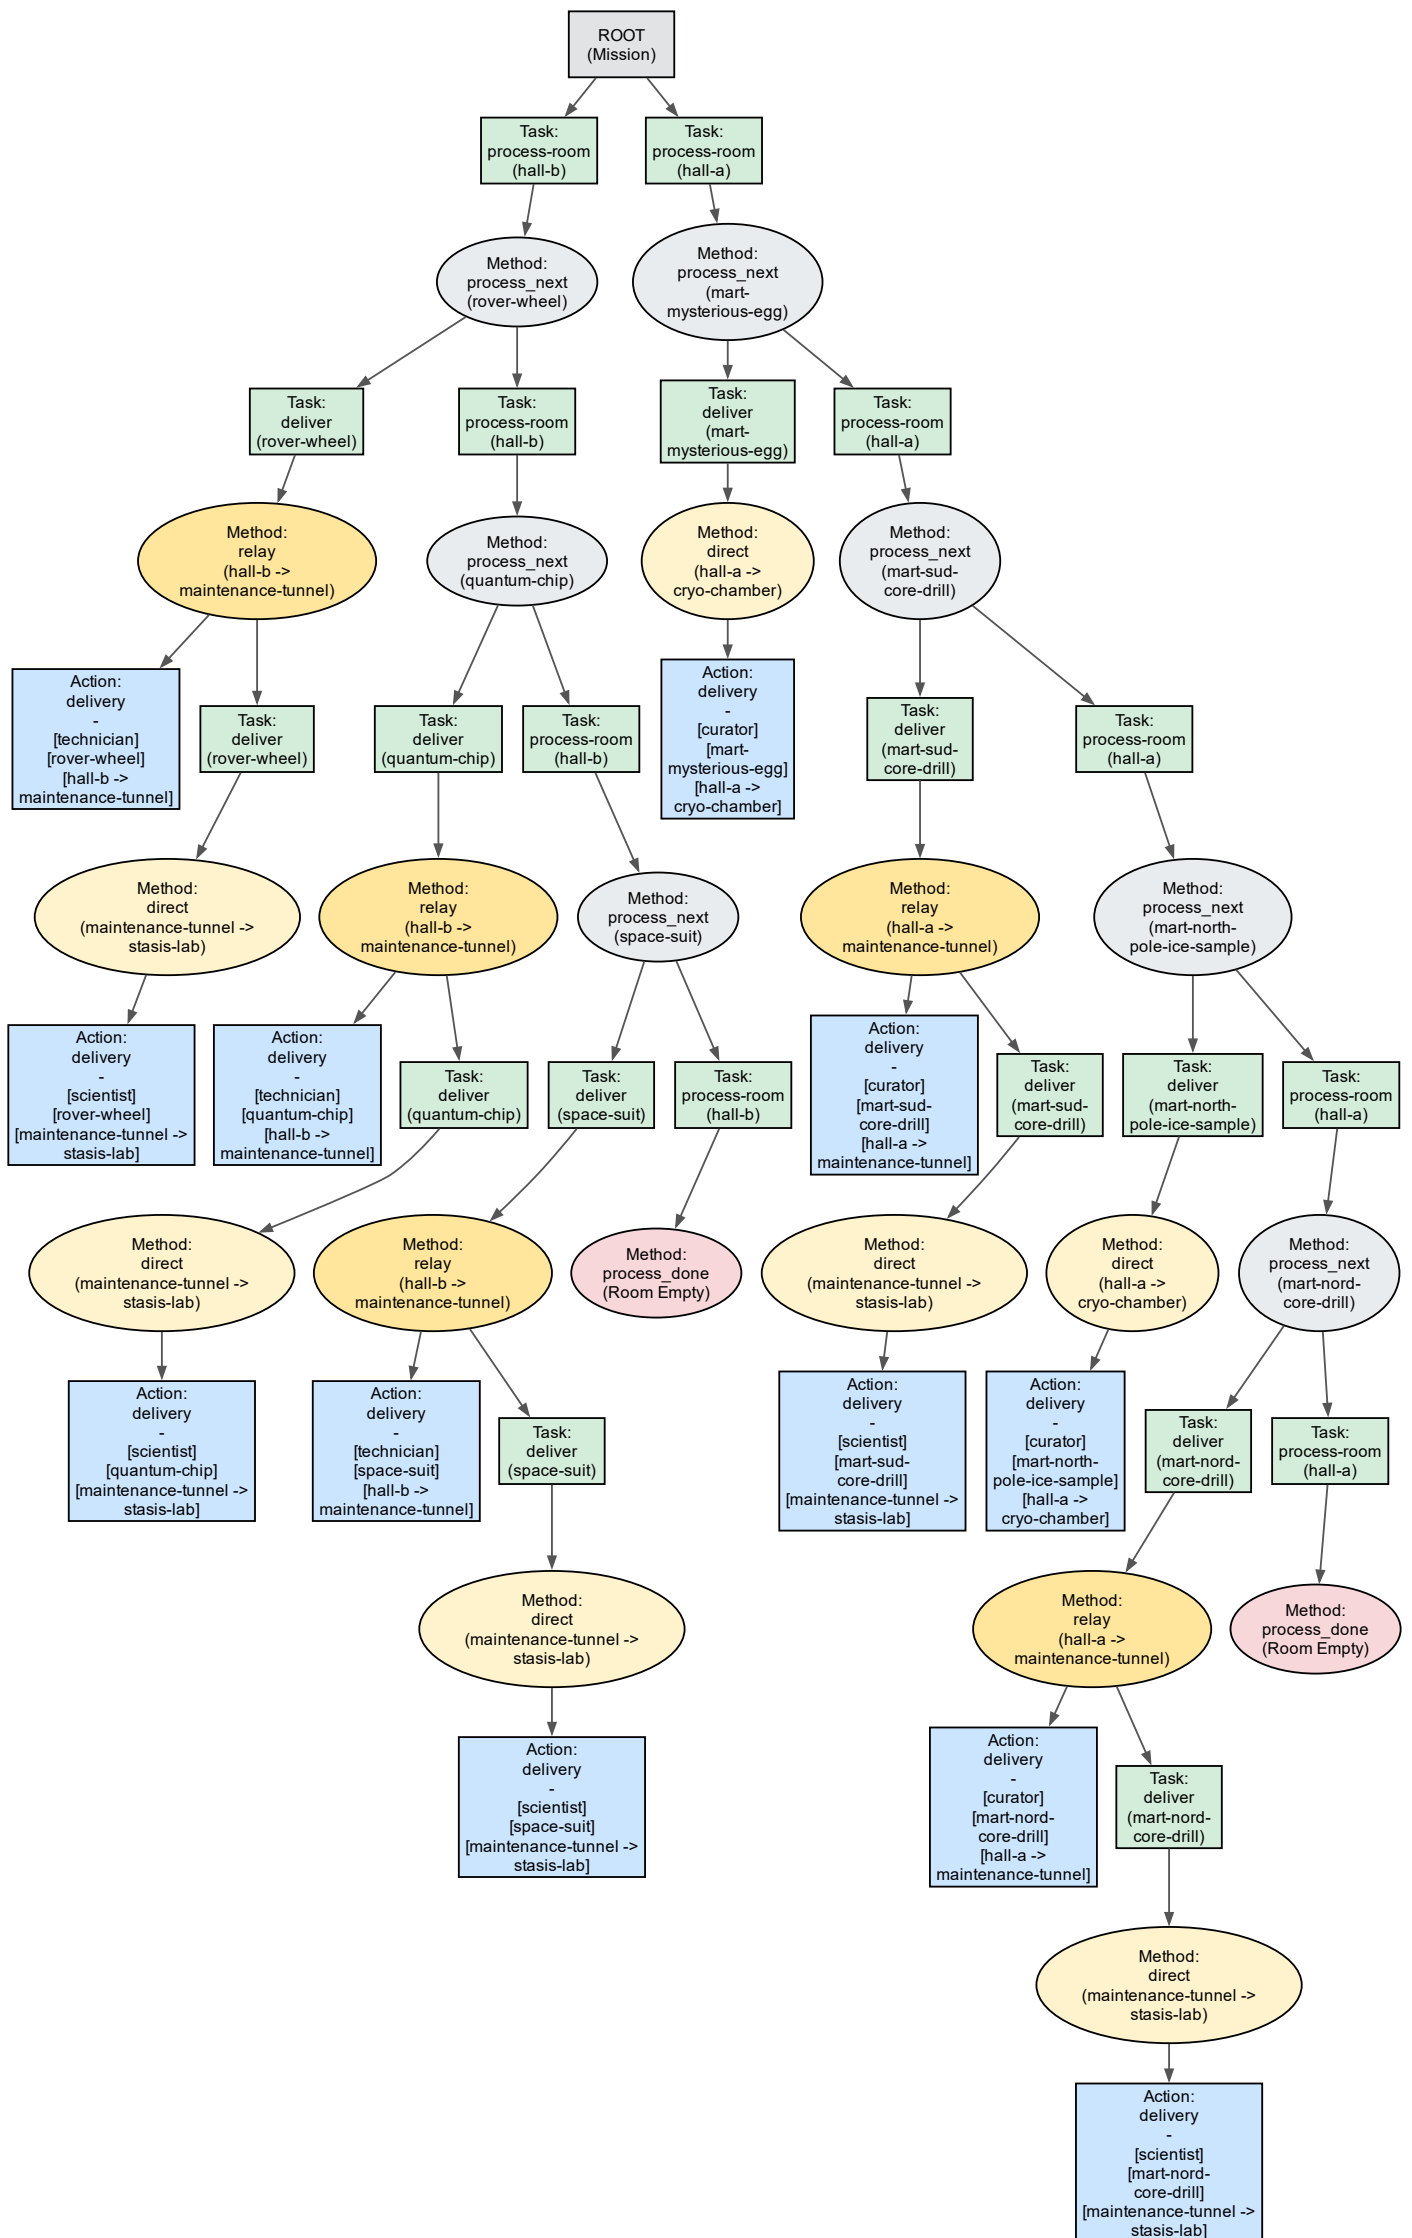 ROOT
(Mission)
Task:
process-room
(hall-b)
Task:
process-room
(hall-a)
Method:
process_next
(rover-wheel)
Method:
process_next
(mart-
mysterious-egg)
Task:
deliver
(rover-wheel)
Task:
process-room
(hall-b)
Task:
deliver
(mart-
mysterious-egg)
Task:
process-room
(hall-a)
Method:
relay
(hall-b ->
maintenance-tunnel)
Method:
process_next
(quantum-chip)
Method:
direct
(hall-a ->
cryo-chamber)
Method:
process_next
(mart-sud-
core-drill)
Action:
delivery
-
[technician]
[rover-wheel]
[hall-b ->
maintenance-tunnel]
Task:
deliver
(rover-wheel)
Task:
deliver
(quantum-chip)
Task:
process-room
(hall-b)
Action:
delivery
-
[curator]
[mart-
mysterious-egg]
[hall-a ->
cryo-chamber]
Task:
deliver
(mart-sud-
core-drill)
Task:
process-room
(hall-a)
Method:
direct
(maintenance-tunnel ->
stasis-lab)
Method:
relay
(hall-b ->
maintenance-tunnel)
Method:
process_next
(space-suit)
Method:
relay
(hall-a ->
maintenance-tunnel)
Method:
process_next
(mart-north-
pole-ice-sample)
Action:
delivery
-
[scientist]
[rover-wheel]
[maintenance-tunnel ->
stasis-lab]
Action:
delivery
-
[technician]
[quantum-chip]
[hall-b ->
maintenance-tunnel]
Task:
deliver
(quantum-chip)
Task:
deliver
(space-suit)
Task:
process-room
(hall-b)
Action:
delivery
-
[curator]
[mart-sud-
core-drill]
[hall-a ->
maintenance-tunnel]
Task:
deliver
(mart-sud-
core-drill)
Task:
deliver
(mart-north-
pole-ice-sample)
Task:
process-room
(hall-a)
Method:
direct
(maintenance-tunnel ->
stasis-lab)
Method:
relay
(hall-b ->
maintenance-tunnel)
Method:
process_done
(Room Empty)
Method:
direct
(maintenance-tunnel ->
stasis-lab)
Method:
direct
(hall-a ->
cryo-chamber)
Method:
process_next
(mart-nord-
core-drill)
Action:
delivery
-
[scientist]
[quantum-chip]
[maintenance-tunnel ->
stasis-lab]
Action:
delivery
-
[technician]
[space-suit]
[hall-b ->
maintenance-tunnel]
Task:
deliver
(space-suit)
Action:
delivery
-
[scientist]
[mart-sud-
core-drill]
[maintenance-tunnel ->
stasis-lab]
Action:
delivery
-
[curator]
[mart-north-
pole-ice-sample]
[hall-a ->
cryo-chamber]
Task:
deliver
(mart-nord-
core-drill)
Task:
process-room
(hall-a)
Method:
direct
(maintenance-tunnel ->
stasis-lab)
Method:
relay
(hall-a ->
maintenance-tunnel)
Method:
process_done
(Room Empty)
Action:
delivery
-
[scientist]
[space-suit]
[maintenance-tunnel ->
stasis-lab]
Action:
delivery
-
[curator]
[mart-nord-
core-drill]
[hall-a ->
maintenance-tunnel]
Task:
deliver
(mart-nord-
core-drill)
Method:
direct
(maintenance-tunnel ->
stasis-lab)
Action:
delivery
-
[scientist]
[mart-nord-
core-drill]
[maintenance-tunnel ->
stasis-lab]